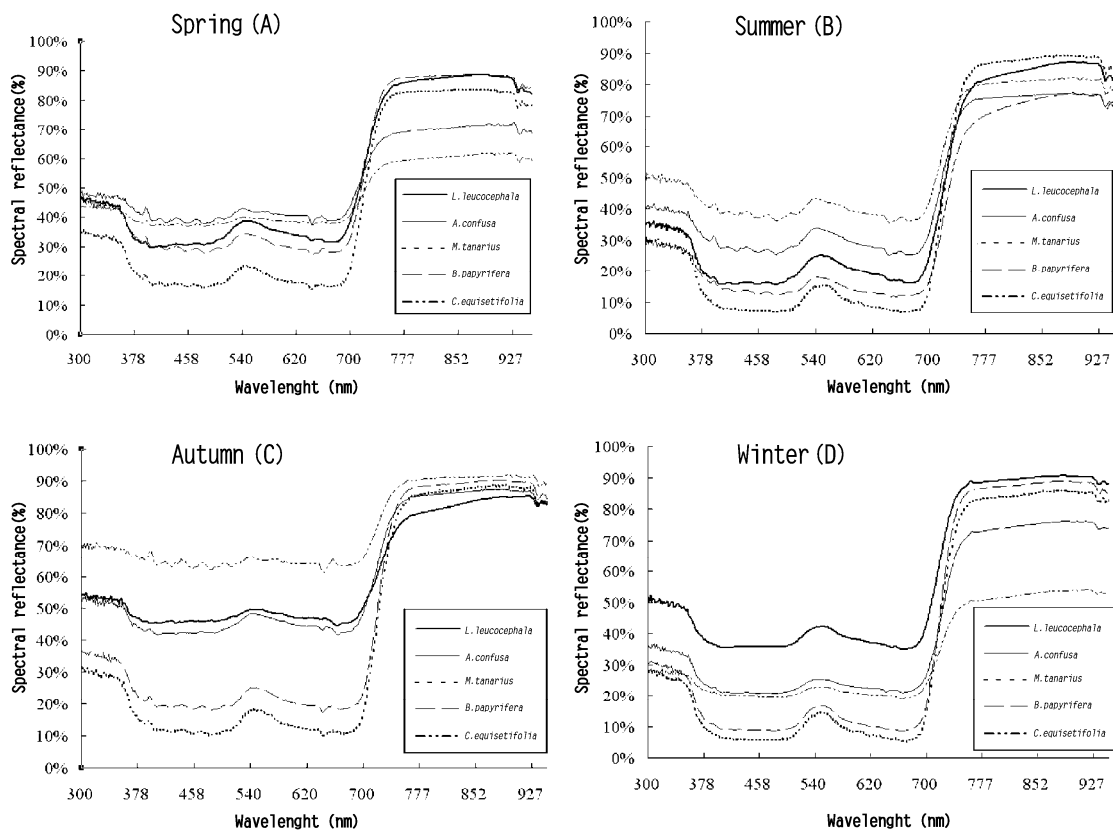 Spring (A)
Spectral reflectance(%)
100%
90%
80%
70%
60%
50%
40%
30%
20%
10%
0%
300 378 458 540 620 700 777 852 927
Wavelenght (nm)
L.leucocephala
A.confusa
M.tanarius
B.papyrifera
C.equisetifolia
Summer (B)
Spectral reflectance(%)
100%
90%
80%
70%
60%
50%
40%
30%
20%
10%
0%
300 378 458 540 620 700 777 852 927
Wavelenght (nm)
L.leucocephala
A.confusa
M.tanarius
B.papyrifera
C.equisetifolia
Autumn (C)
Spectral reflectance(%)
100%
90%
80%
70%
60%
50%
40%
30%
20%
10%
0%
300 378 458 540 620 700 777 852 927
Wavelenght (nm)
L.leucocephala
A.confusa
M.tanarius
B.papyrifera
C.equisetifolia
Winter (D)
Spectral reflectance(%)
100%
90%
80%
70%
60%
50%
40%
30%
20%
10%
0%
300 378 458 540 620 700 777 852 927
Wavelenght (nm)
L.leucocephala
A.confusa
M.tanarius
B.papyrifera
C.equisetifolia